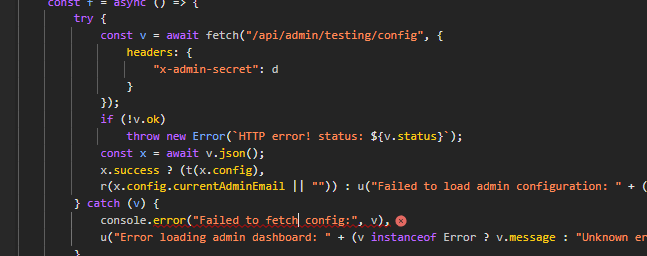 const f = async () => {
try {
const v = await fetch("/api/admin/testing/config", {
headers: {
"x-admin-secret": d
}
});
if (!v.ok)
throw new Error(`HTTP error! status: ${v.status}`);
const x = await v.json();
x.success ? (t(x.config),
r(x.config.currentAdminEmail || "")) : u("Failed to load admin configuration: " + (
} catch (v) {
console.error("Failed to fetch config:", v),
u("Error loading admin dashboard: " + (v instanceof Error ? v.message : "Unknown er
}